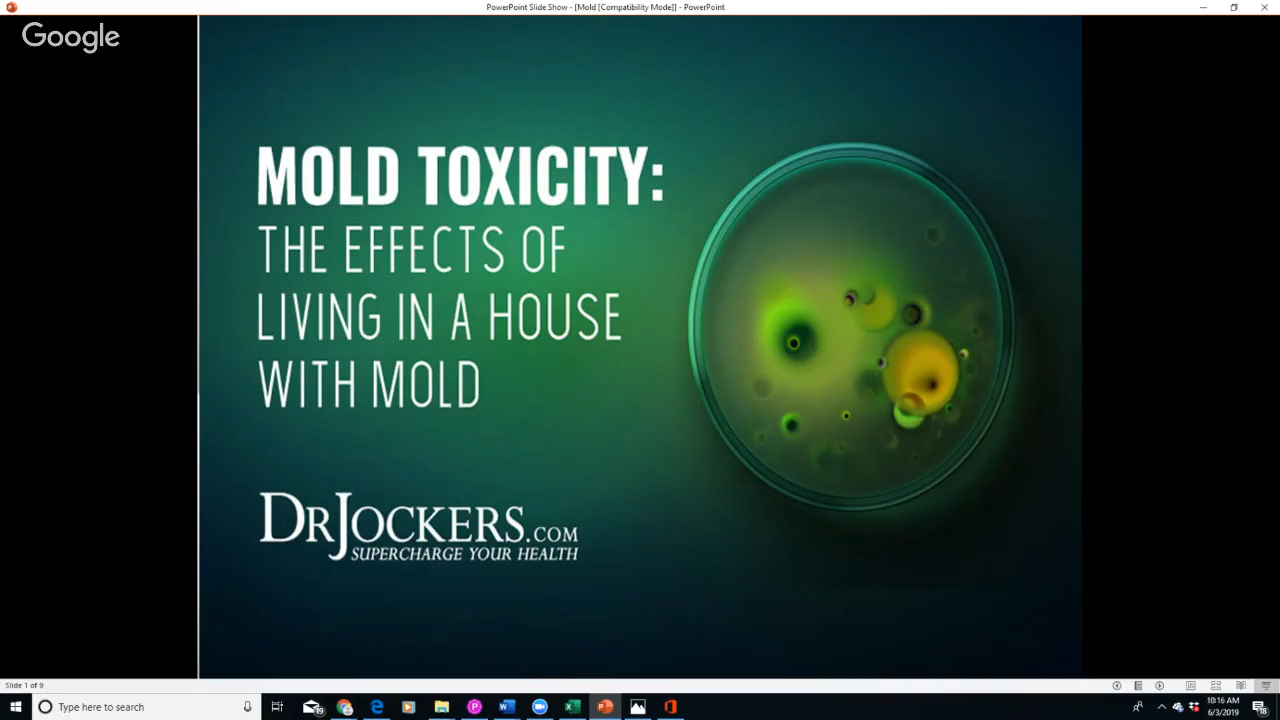 PowerPoint Slide Show - [Mold [Compatibility Mode]] - PowerPoint
Google
MOLD TOXICITY:
THE EFFECTS OF
LIVING IN A HOUSE
WITH MOLD
DRJOCKERS.COM
SUPERCHARGE YOUR HEALTH
Slide 1 of 9
Type here to search
10:16 AM
6/3/2019